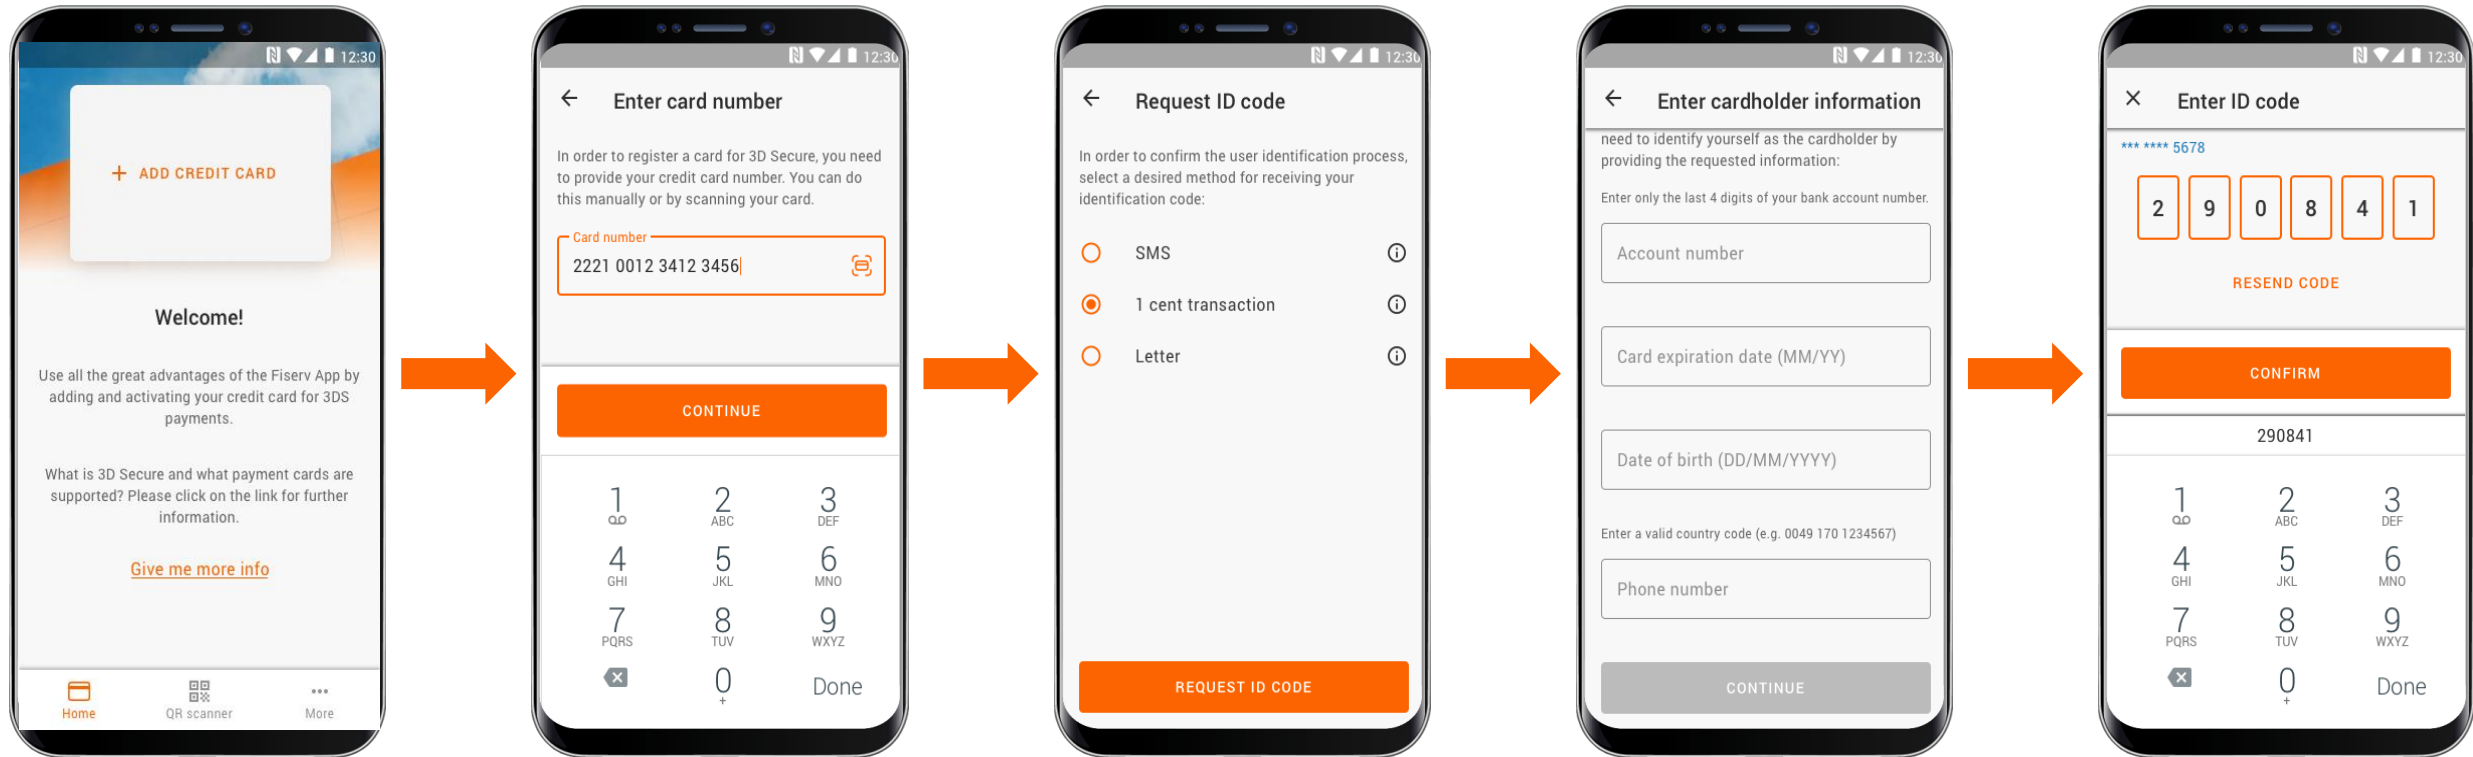 12:30
+ ADD CREDIT CARD
Welcome!
Use all the great advantages of the Fiserv App by
adding and activating your credit card for 3DS
payments.
What is 3D Secure and what payment cards are
supported? Please click on the link for further
information.
Give me more info
Home
QR scanner
More
12:30
Enter card number
In order to register a card for 3D Secure, you need
to provide your credit card number. You can do
this manually or by scanning your card.
Card number
2221 0012 3412 3456
CONTINUE
1 2 3
ABC DEF
4 5 6
GHI JKL MNO
7 8 9
PQRS TUV WXYZ
0 Done
+
12:30
Request ID code
In order to confirm the user identification process,
select a desired method for receiving your
identification code:
SMS
1 cent transaction
Letter
REQUEST ID CODE
12:30
Enter cardholder information
need to identify yourself as the cardholder by
providing the requested information:
Enter only the last 4 digits of your bank account number.
Account number
Card expiration date (MM/YY)
Date of birth (DD/MM/YYYY)
Enter a valid country code (e.g. 0049 170 1234567)
Phone number
CONTINUE
12:30
Enter ID code
*** **** 5678
2 9 0 8 4 1
RESEND CODE
CONFIRM
290841
1 2 3
ABC DEF
4 5 6
GHI JKL MNO
7 8 9
PQRS TUV WXYZ
0 Done
+